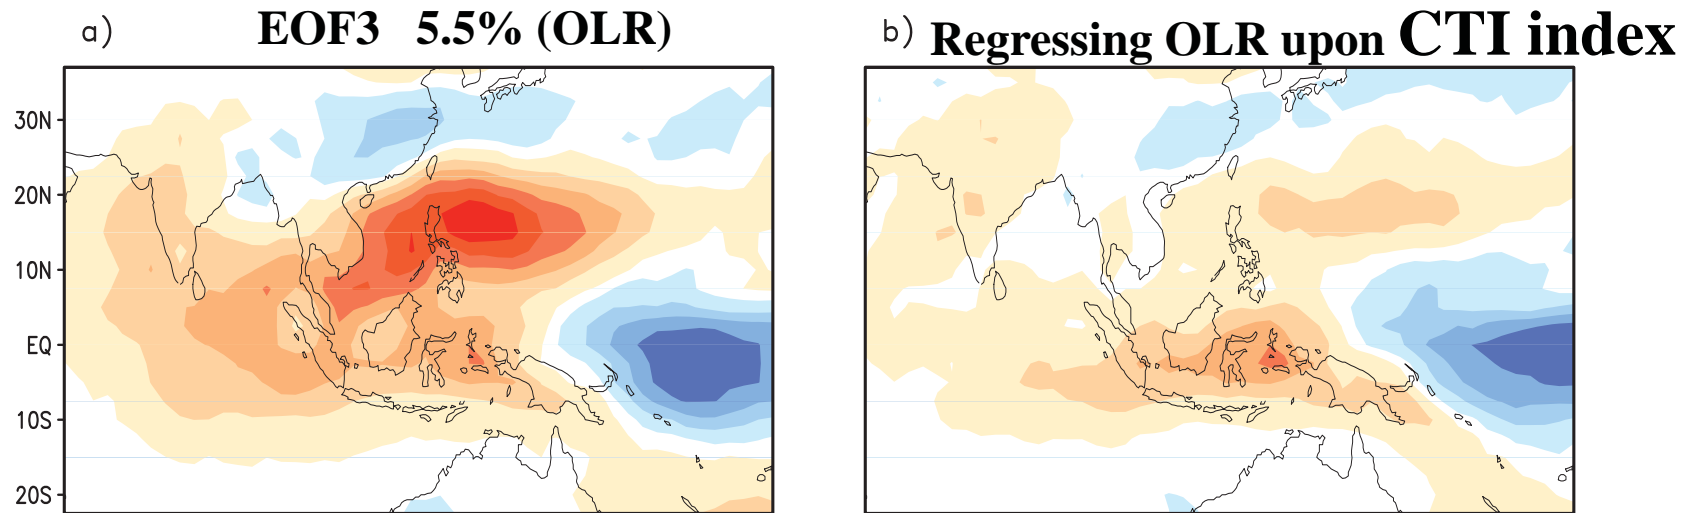 a) EOF3 5.5% (OLR)
b) Regressing OLR upon CTI index
30N
20N
10N
EQ
10S
20S